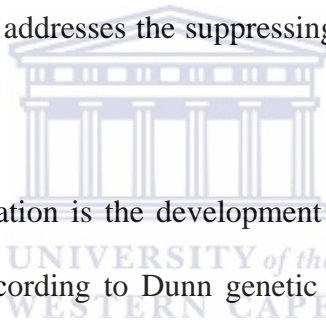 addresses the suppressing
ation is the development
UNIVERSITY of the
cording to Dunn genetic
WESTERN CAPE